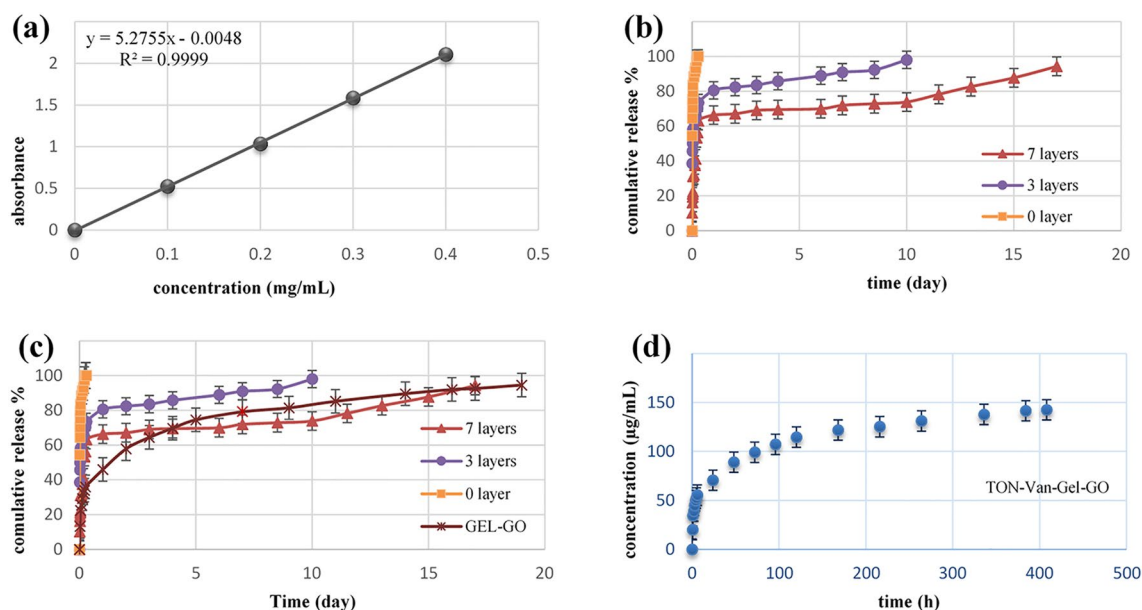 (a)
y = 5.2755x - 0.0048
R² = 0.9999
2
1.5
1
0.5
0
absorbance
0 0.1 0.2 0.3 0.4 0.5
concentration (mg/mL)
(b)
100
80
60
40
20
0
comulative release %
7 layers
3 layers
0 layer
0 5 10 15 20
time (day)
(c)
100
80
60
40
20
0
comulative release %
7 layers
3 layers
0 layer
GEL-GO
0 5 10 15 20
Time (day)
(d)
200
150
100
50
0
concentration (µg/mL)
TON-Van-Gel-GO
0 100 200 300 400 500
time (h)